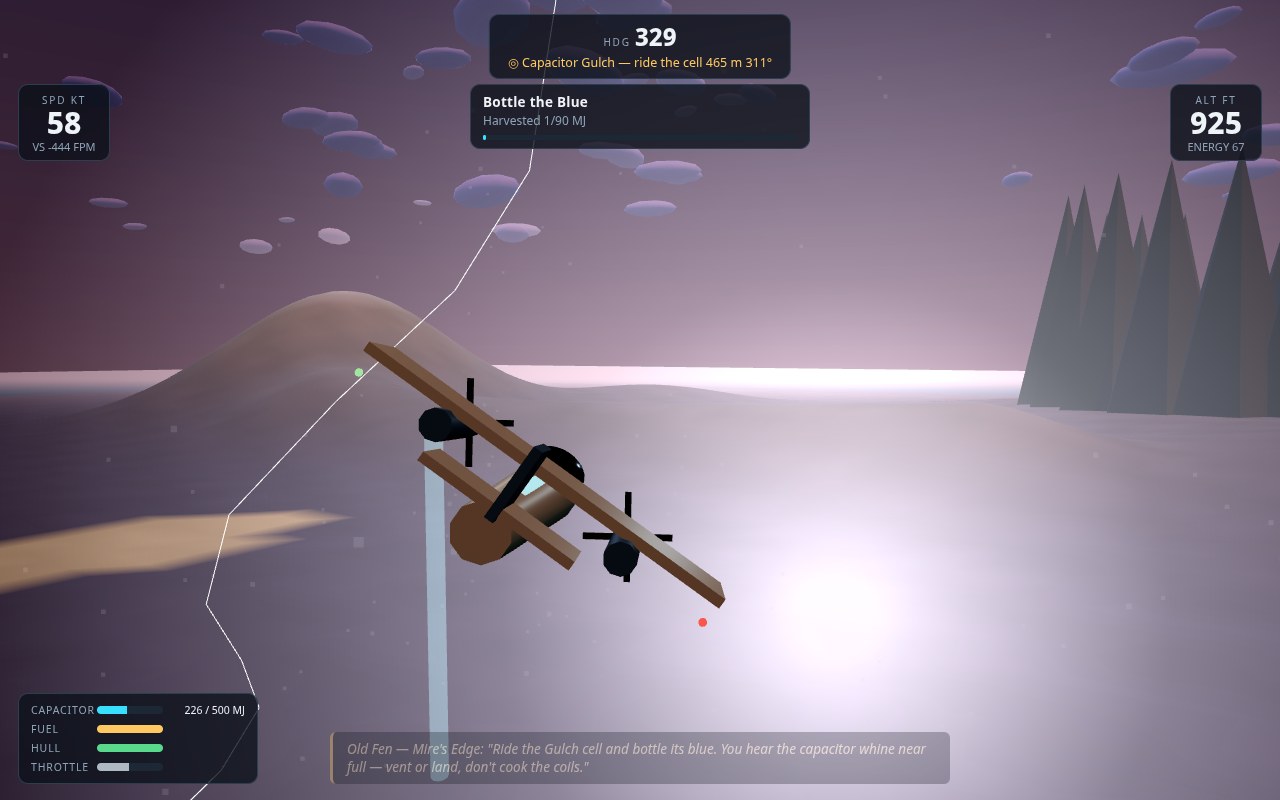 HDG 329
◎ Capacitor Gulch — ride the cell 465 m 311°
SPD KT
58
VS -444 FPM
Bottle the Blue
Harvested 1/90 MJ
ALT FT
925
ENERGY 67
CAPACITOR 226 / 500 MJ
FUEL
HULL
THROTTLE
Old Fen — Mire's Edge: "Ride the Gulch cell and bottle its blue. You hear the capacitor whine near
full — vent or land, don't cook the coils."